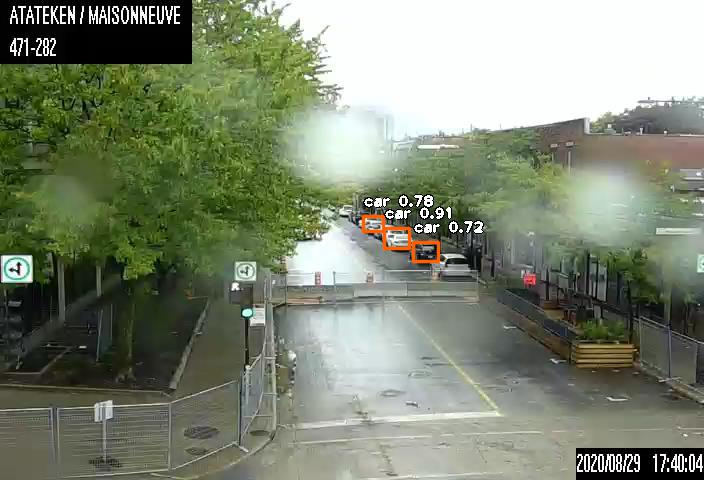 ATATEKEN / MAISONNEUVE
471-282
car 0.78
car 0.91
car 0.72
2020/08/29 17:40:04